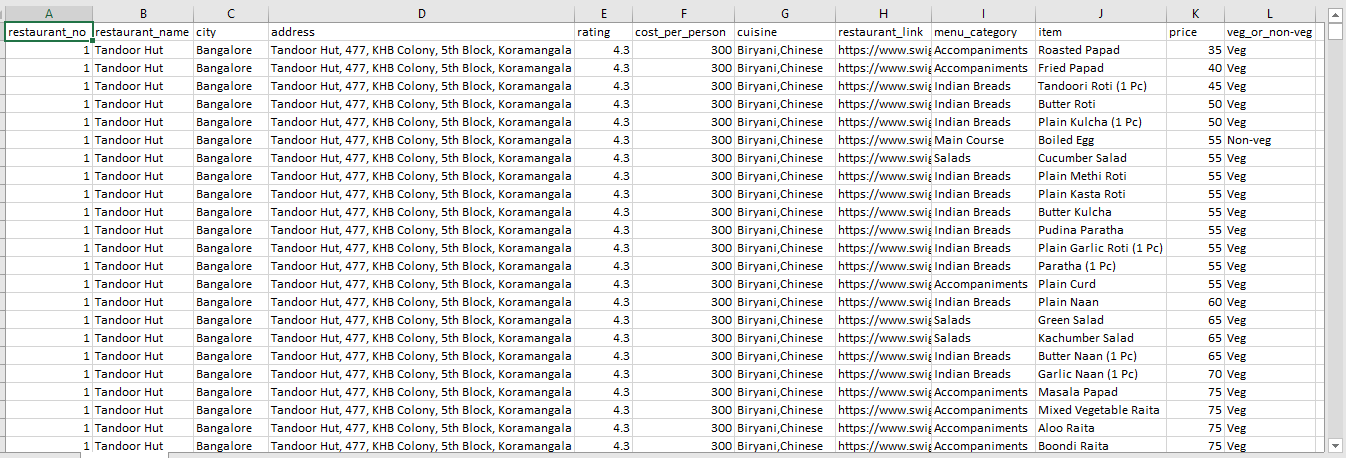 A B C D E F G H I J K L
restaurant_no restaurant_name city address rating cost_per_person cuisine restaurant_link menu_category item price veg_or_non-veg
1 Tandoor Hut Bangalore Tandoor Hut, 477, KHB Colony, 5th Block, Koramangala 4.3 300 Biryani,Chinese https://www.swig Accompaniments Roasted Papad 35 Veg
1 Tandoor Hut Bangalore Tandoor Hut, 477, KHB Colony, 5th Block, Koramangala 4.3 300 Biryani,Chinese https://www.swig Accompaniments Fried Papad 40 Veg
1 Tandoor Hut Bangalore Tandoor Hut, 477, KHB Colony, 5th Block, Koramangala 4.3 300 Biryani,Chinese https://www.swig Indian Breads Tandoori Roti (1 Pc) 45 Veg
1 Tandoor Hut Bangalore Tandoor Hut, 477, KHB Colony, 5th Block, Koramangala 4.3 300 Biryani,Chinese https://www.swig Indian Breads Butter Roti 50 Veg
1 Tandoor Hut Bangalore Tandoor Hut, 477, KHB Colony, 5th Block, Koramangala 4.3 300 Biryani,Chinese https://www.swig Indian Breads Plain Kulcha (1 Pc) 50 Veg
1 Tandoor Hut Bangalore Tandoor Hut, 477, KHB Colony, 5th Block, Koramangala 4.3 300 Biryani,Chinese https://www.swig Main Course Boiled Egg 55 Non-veg
1 Tandoor Hut Bangalore Tandoor Hut, 477, KHB Colony, 5th Block, Koramangala 4.3 300 Biryani,Chinese https://www.swig Salads Cucumber Salad 55 Veg
1 Tandoor Hut Bangalore Tandoor Hut, 477, KHB Colony, 5th Block, Koramangala 4.3 300 Biryani,Chinese https://www.swig Indian Breads Plain Methi Roti 55 Veg
1 Tandoor Hut Bangalore Tandoor Hut, 477, KHB Colony, 5th Block, Koramangala 4.3 300 Biryani,Chinese https://www.swig Indian Breads Plain Kasta Roti 55 Veg
1 Tandoor Hut Bangalore Tandoor Hut, 477, KHB Colony, 5th Block, Koramangala 4.3 300 Biryani,Chinese https://www.swig Indian Breads Butter Kulcha 55 Veg
1 Tandoor Hut Bangalore Tandoor Hut, 477, KHB Colony, 5th Block, Koramangala 4.3 300 Biryani,Chinese https://www.swig Indian Breads Pudina Paratha 55 Veg
1 Tandoor Hut Bangalore Tandoor Hut, 477, KHB Colony, 5th Block, Koramangala 4.3 300 Biryani,Chinese https://www.swig Indian Breads Plain Garlic Roti (1 Pc) 55 Veg
1 Tandoor Hut Bangalore Tandoor Hut, 477, KHB Colony, 5th Block, Koramangala 4.3 300 Biryani,Chinese https://www.swig Indian Breads Paratha (1 Pc) 55 Veg
1 Tandoor Hut Bangalore Tandoor Hut, 477, KHB Colony, 5th Block, Koramangala 4.3 300 Biryani,Chinese https://www.swig Accompaniments Plain Curd 55 Veg
1 Tandoor Hut Bangalore Tandoor Hut, 477, KHB Colony, 5th Block, Koramangala 4.3 300 Biryani,Chinese https://www.swig Indian Breads Plain Naan 60 Veg
1 Tandoor Hut Bangalore Tandoor Hut, 477, KHB Colony, 5th Block, Koramangala 4.3 300 Biryani,Chinese https://www.swig Salads Green Salad 65 Veg
1 Tandoor Hut Bangalore Tandoor Hut, 477, KHB Colony, 5th Block, Koramangala 4.3 300 Biryani,Chinese https://www.swig Salads Kachumber Salad 65 Veg
1 Tandoor Hut Bangalore Tandoor Hut, 477, KHB Colony, 5th Block, Koramangala 4.3 300 Biryani,Chinese https://www.swig Indian Breads Butter Naan (1 Pc) 65 Veg
1 Tandoor Hut Bangalore Tandoor Hut, 477, KHB Colony, 5th Block, Koramangala 4.3 300 Biryani,Chinese https://www.swig Indian Breads Garlic Naan (1 Pc) 70 Veg
1 Tandoor Hut Bangalore Tandoor Hut, 477, KHB Colony, 5th Block, Koramangala 4.3 300 Biryani,Chinese https://www.swig Accompaniments Masala Papad 75 Veg
1 Tandoor Hut Bangalore Tandoor Hut, 477, KHB Colony, 5th Block, Koramangala 4.3 300 Biryani,Chinese https://www.swig Accompaniments Mixed Vegetable Raita 75 Veg
1 Tandoor Hut Bangalore Tandoor Hut, 477, KHB Colony, 5th Block, Koramangala 4.3 300 Biryani,Chinese https://www.swig Accompaniments Aloo Raita 75 Veg
1 Tandoor Hut Bangalore Tandoor Hut, 477, KHB Colony, 5th Block, Koramangala 4.3 300 Biryani,Chinese https://www.swig Accompaniments Boondi Raita 75 Veg